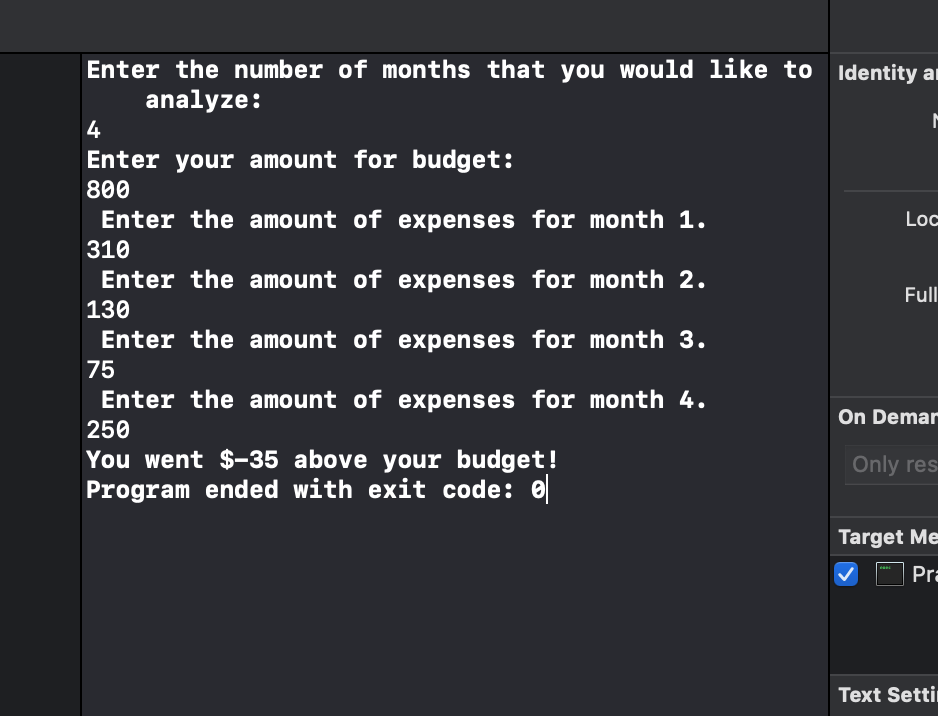 Enter the number of months that you would like to
analyze:
4
Enter your amount for budget:
800
Enter the amount of expenses for month 1.
310
Enter the amount of expenses for month 2.
130
Enter the amount of expenses for month 3.
75
Enter the amount of expenses for month 4.
250
You went $-35 above your budget!
Program ended with exit code: 0
Identity
Loc
Full
On Deman
Only res
Target Me
Pra
Text Setti